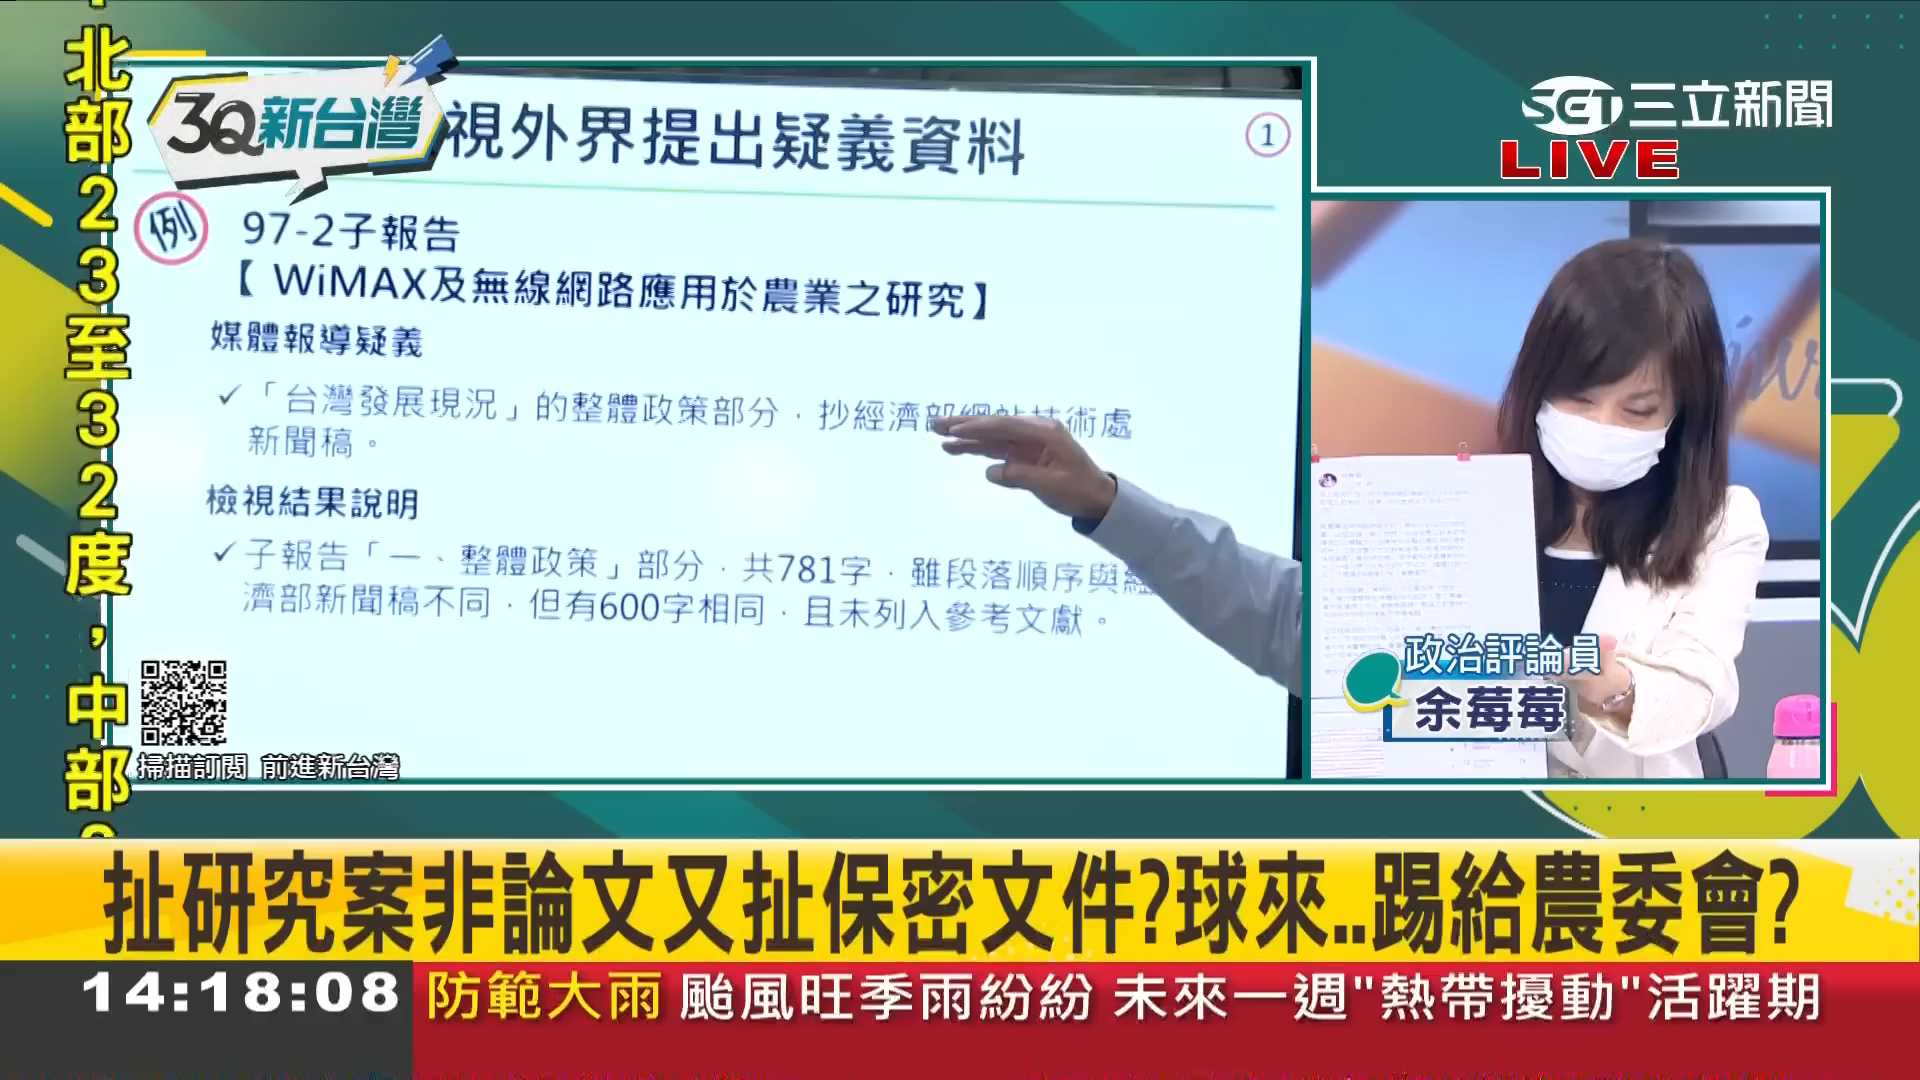 北部23至32度，中部
3Q新台灣
視外界提出疑義資料
1
例
97-2子報告
【 WiMAX及無線網路應用於農業之研究】
媒體報導疑義
✓「台灣發展現況」的整體政策部分，抄經濟部網站技術處
新聞稿。
檢視結果說明
✓子報告「一、整體政策」部分，共781字，雖段落順序與經
濟部新聞稿不同，但有600字相同，且未列入參考文獻。
掃描訂閱 前進新台灣
SET三立新聞
LIVE
政治評論員
余莓莓
扯研究案非論文又扯保密文件?球來..踢給農委會?
14:18:08
防範大雨 颱風旺季雨紛紛 未來一週"熱帶擾動"活躍期